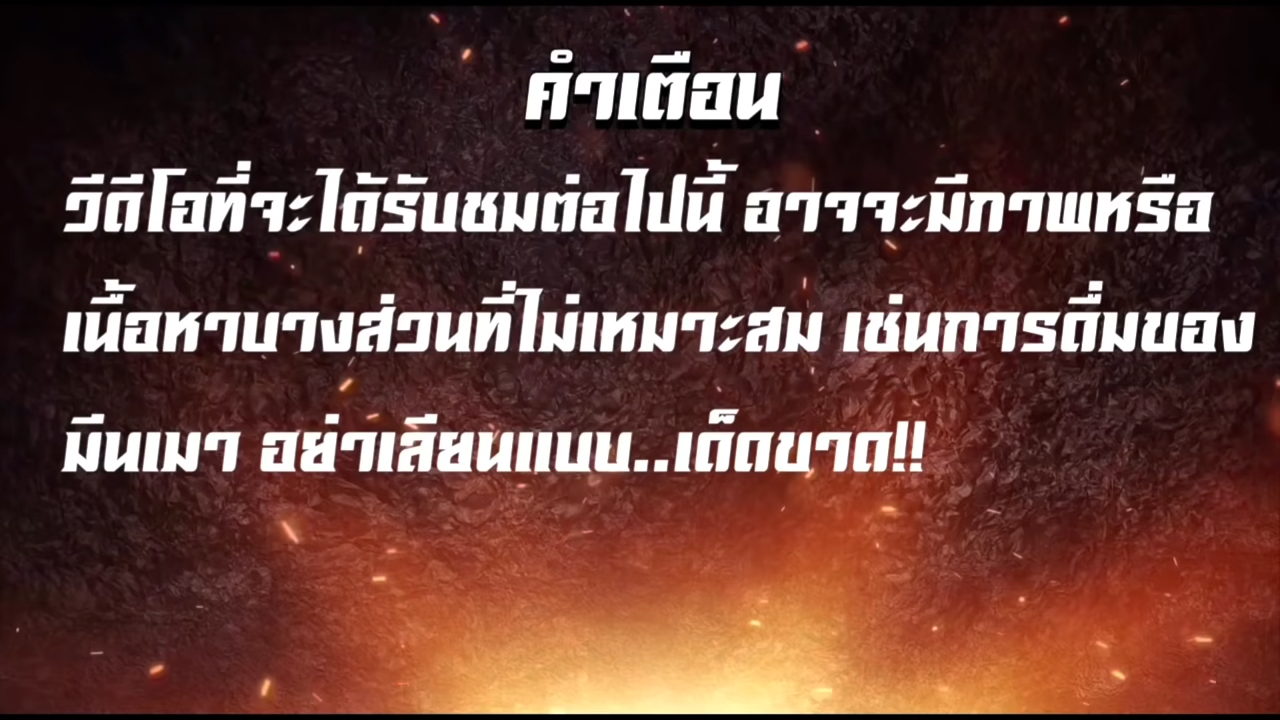 คำเตือน
วีดีโอที่จะได้รับชมต่อไปนี้ อาจจะมีภาพหรือ
เนื้อหาบางส่วนที่ไม่เหมาะสม เช่นการดื่มของ
มึนเมา อย่าเลียนแบบ..เด็ดขาด!!